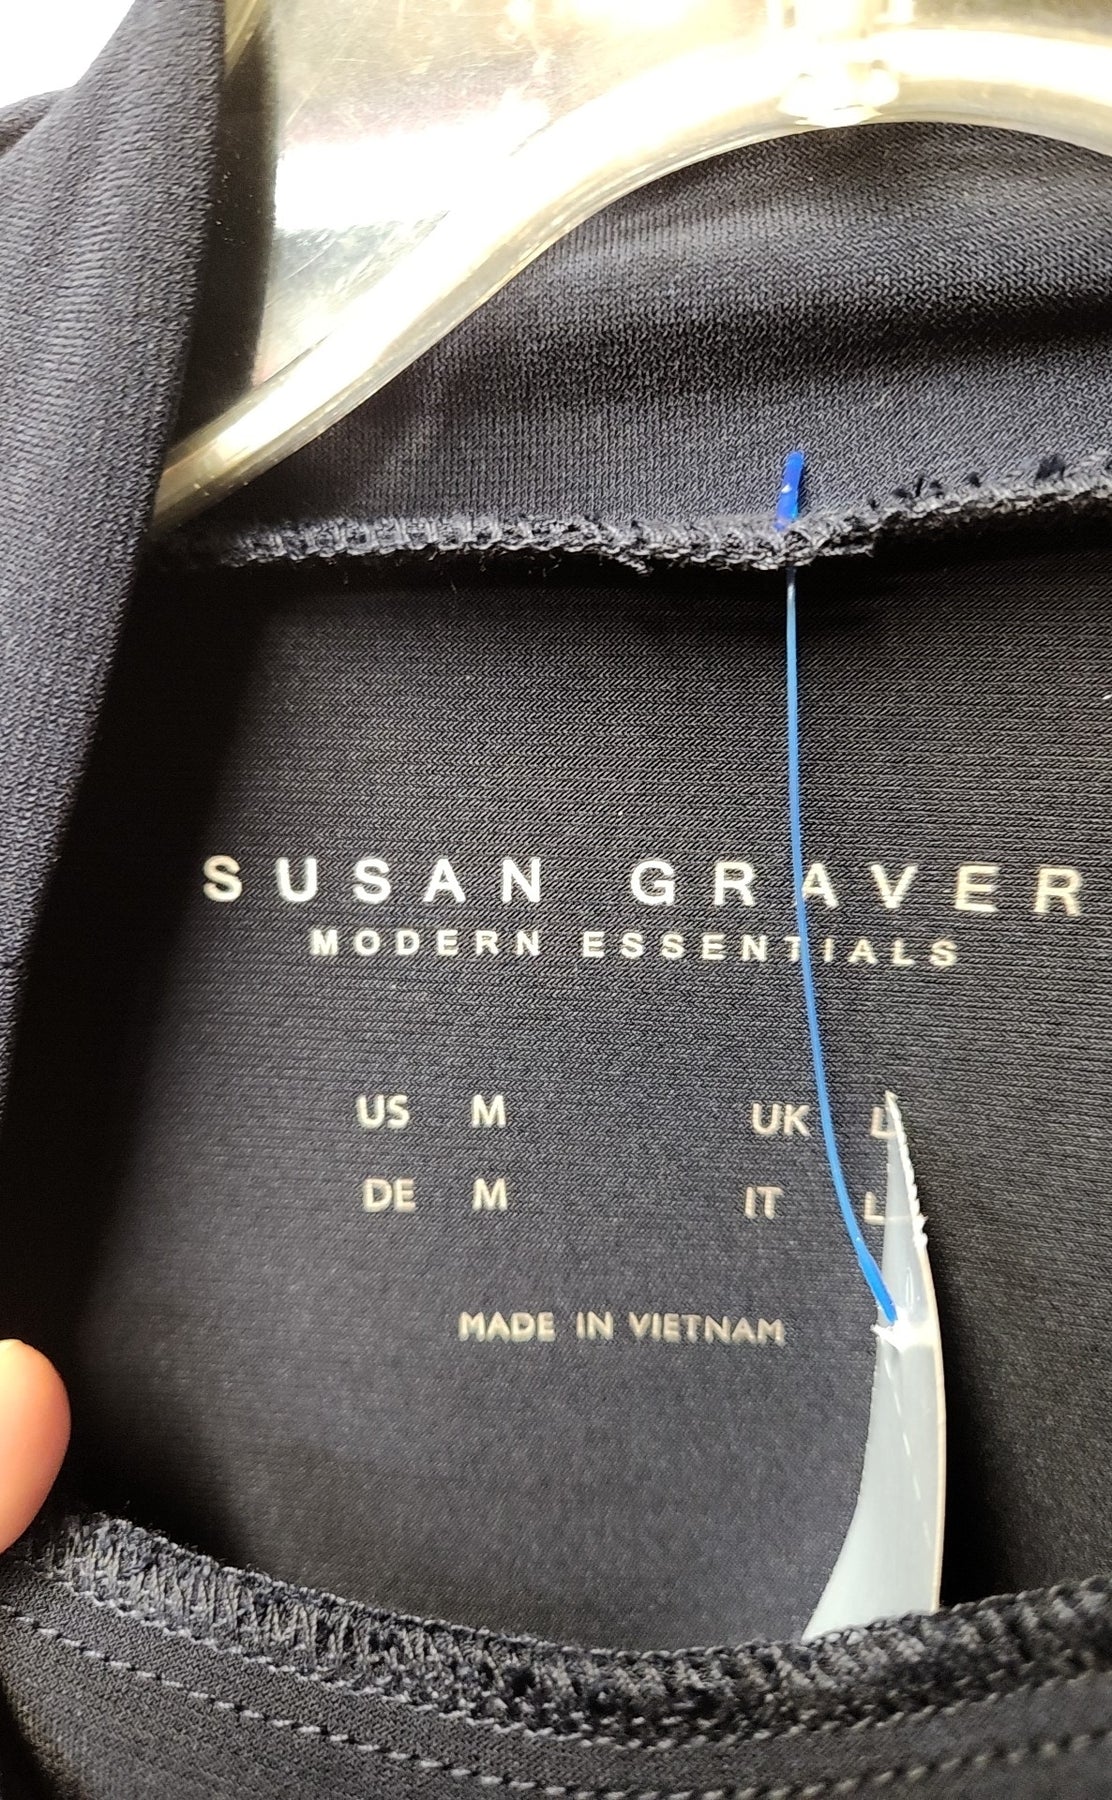 SUSAN GRAVER
MODERN ESSENTIALS
US M UK L
DE M IT L
MADE IN VIETNAM